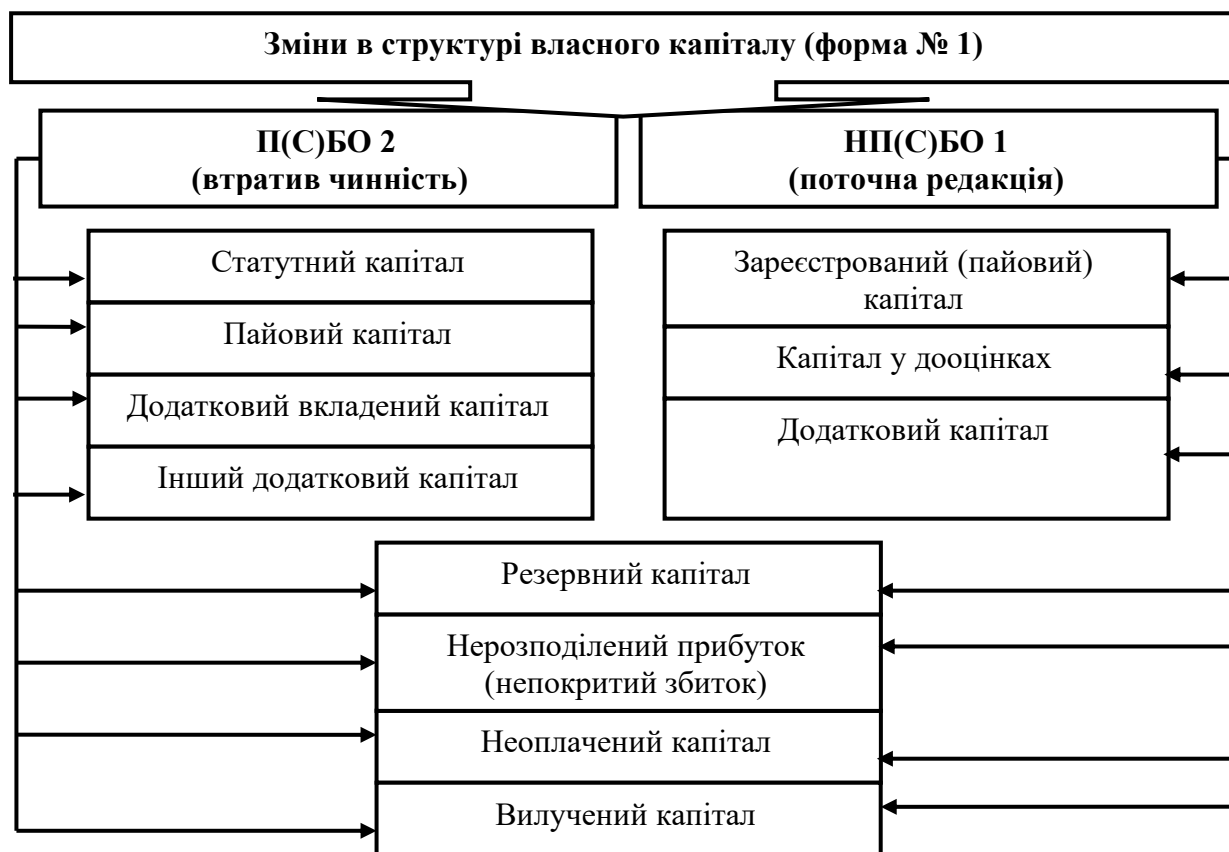 Зміни в структурі власного капіталу (форма № 1)
П(С)БО 2
(втратив чинність)
НП(С)БО 1
(поточна редакція)
Статутний капітал
Пайовий капітал
Додатковий вкладений капітал
Інший додатковий капітал
Зареєстрований (пайовий)
капітал
Капітал у дооцінках
Додатковий капітал
Резервний капітал
Нерозподілений прибуток
(непокритий збиток)
Неоплачений капітал
Вилучений капітал